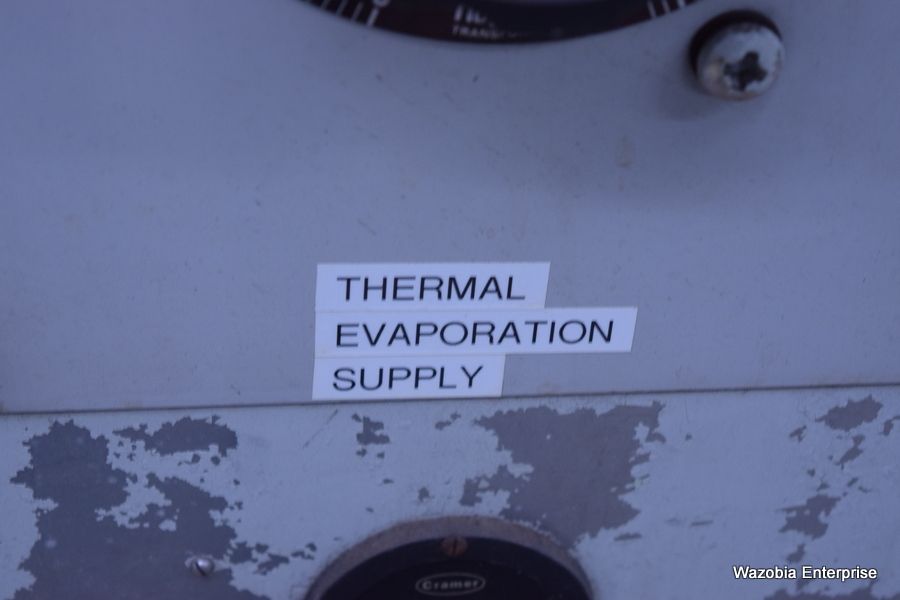 THERMAL
EVAPORATION
SUPPLY
Cramer
Wazobia Enterprise